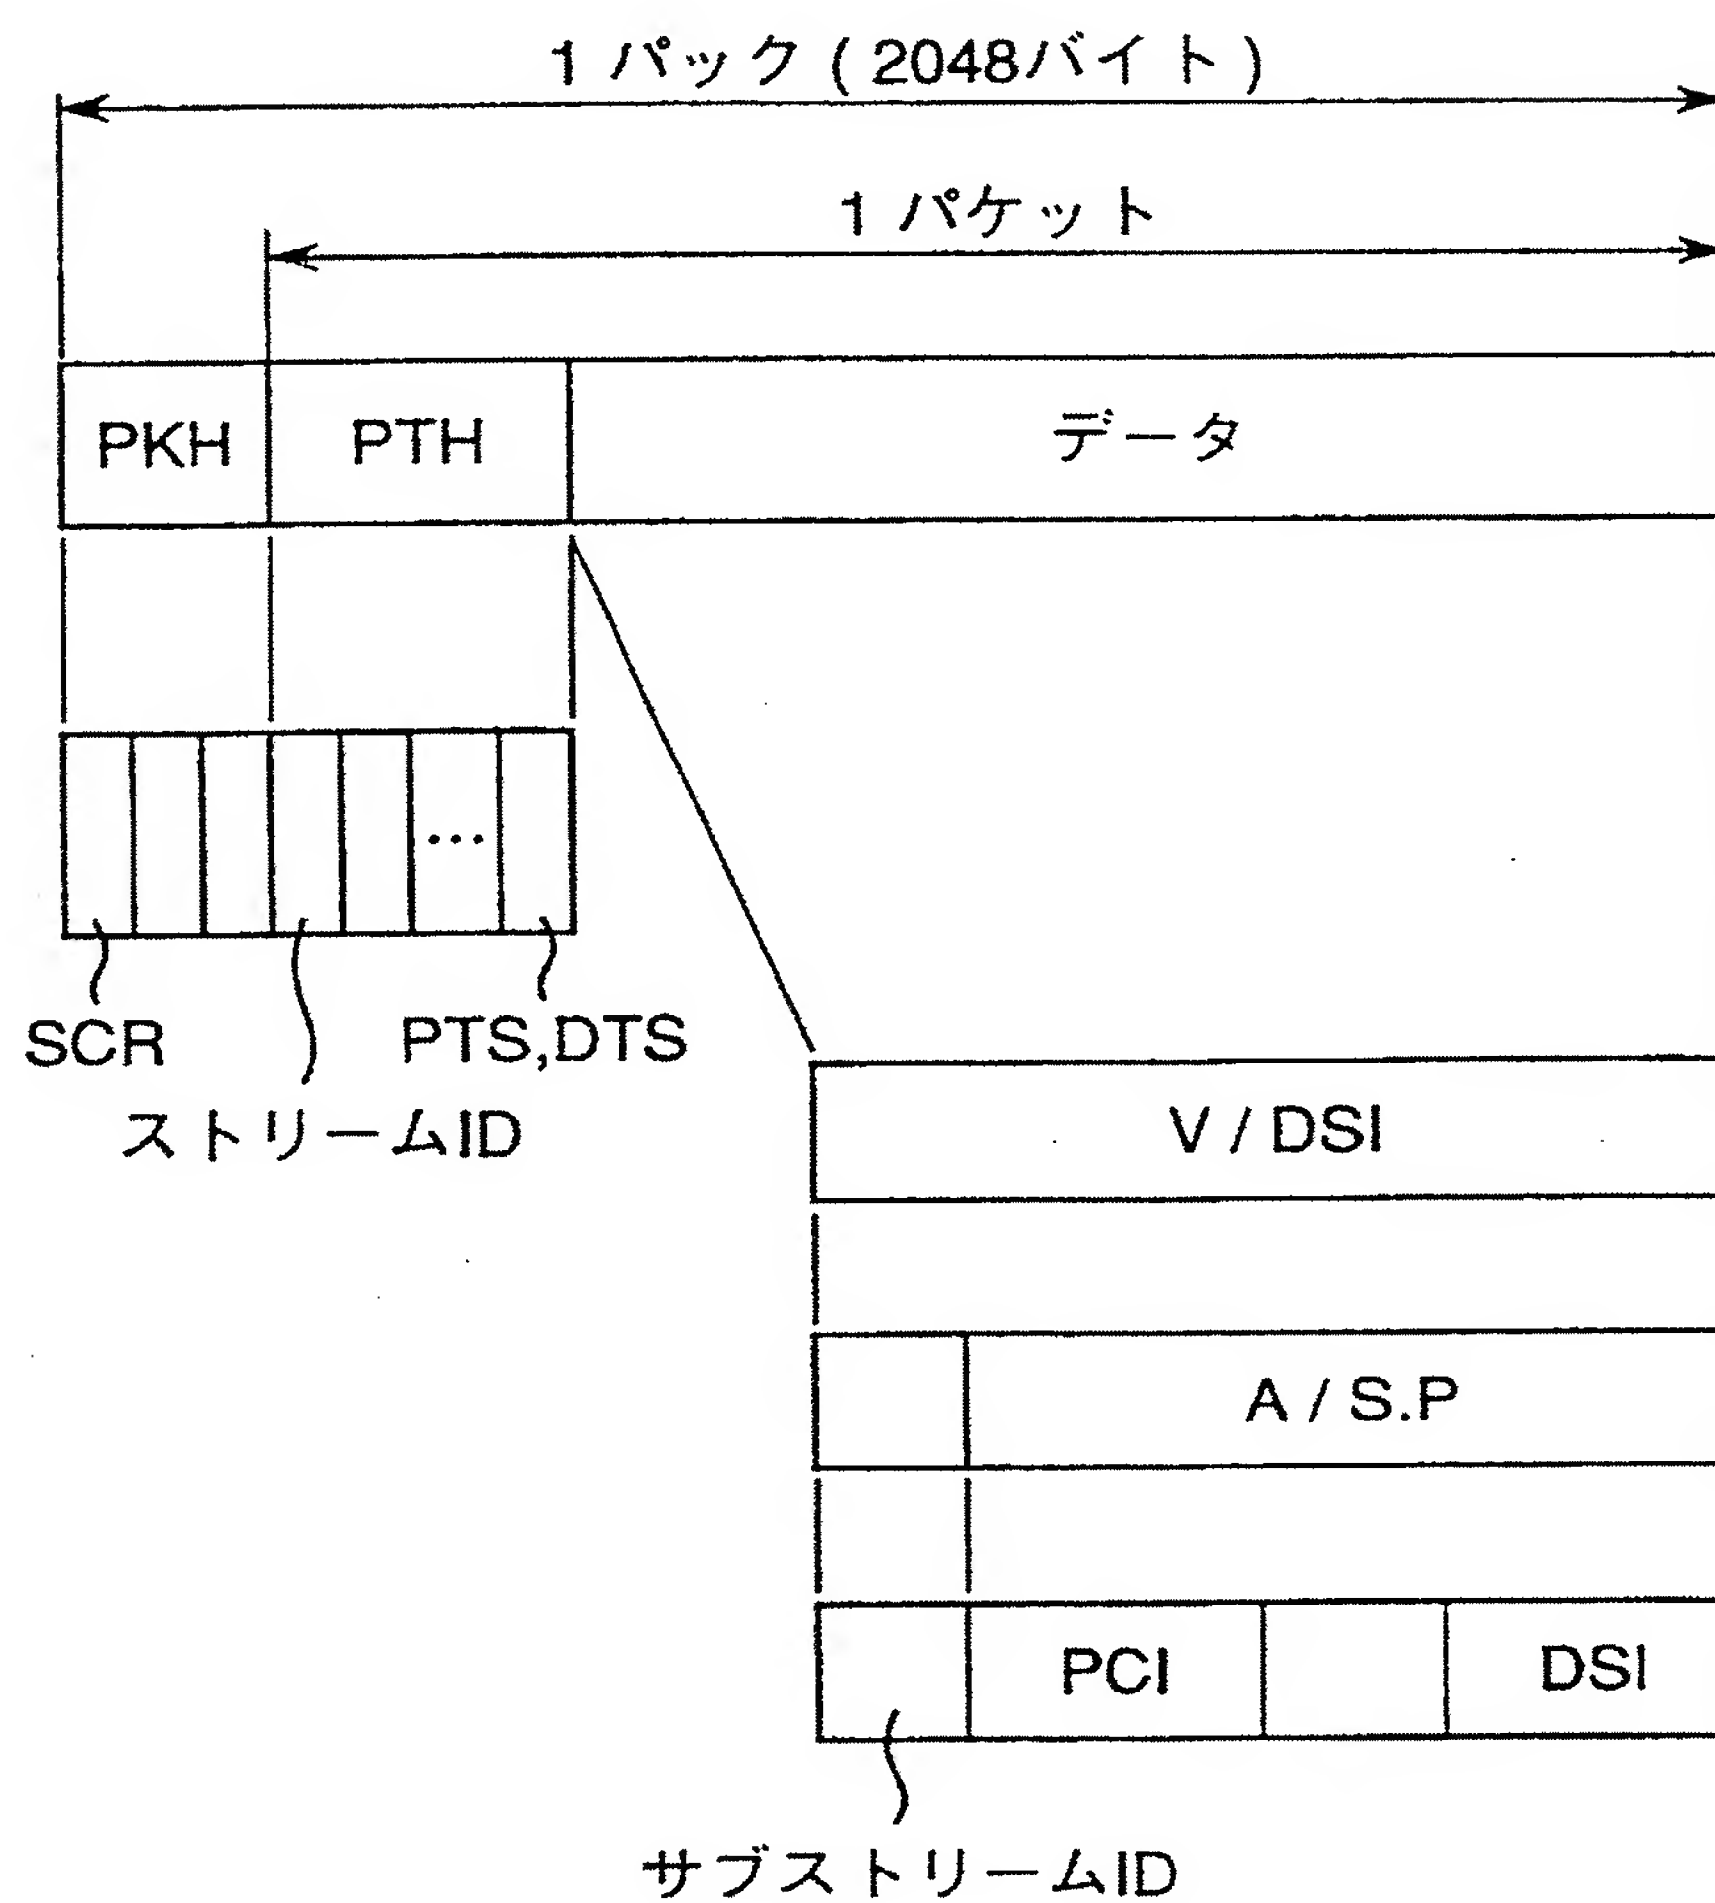 1 パック ( 2048バイト )
1 パケット
PKH PTH データ
...
SCR
PTS,DTS
ストリームID
V / DSI
A / S.P
PCI DSI
サブストリームID